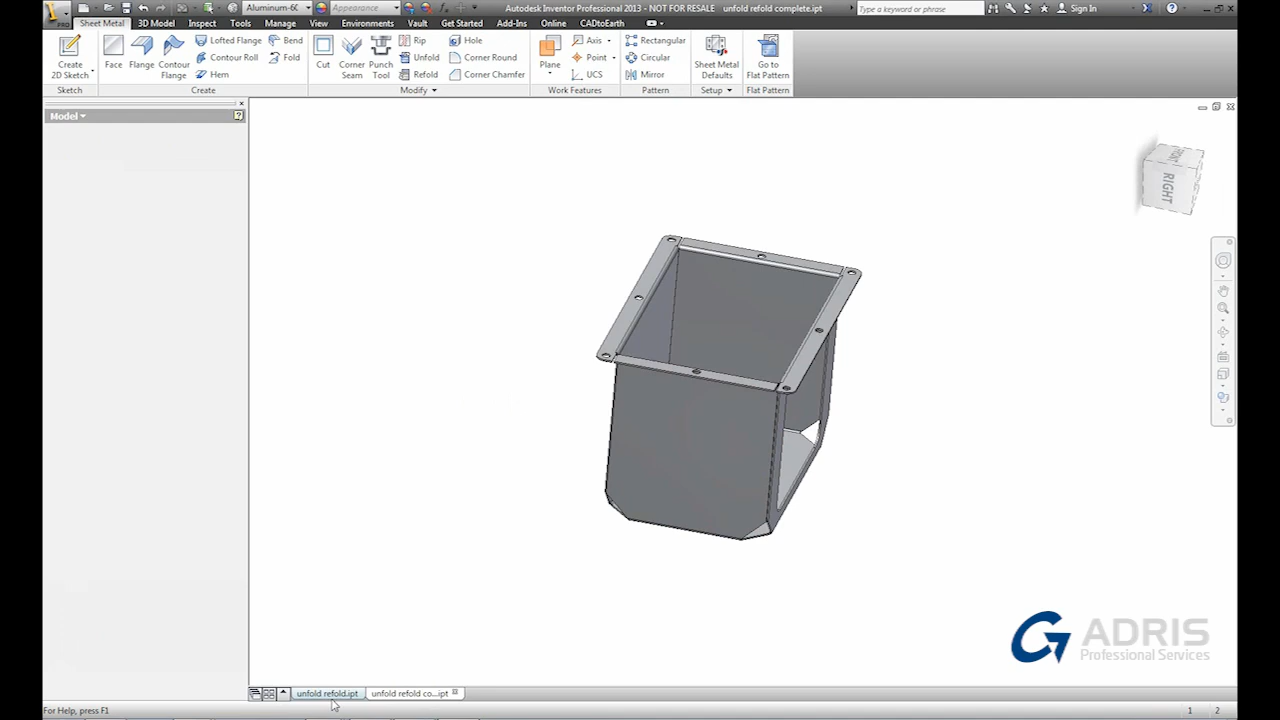 PRO
Aluminum-6(
Appearance
Autodesk Inventor Professional 2013 - NOT FOR RESALE unfold refold complete.ipt
Type a keyword or phrase
Sign In
Sheet Metal 3D Model Inspect Tools Manage View Environments Vault Get Started Add-Ins Online CADtoEarth
Create 2D Sketch
Face
Flange
Contour Flange
Lofted Flange
Contour Roll
Hem
Bend
Fold
Cut
Corner Seam
Punch Tool
Rip
Unfold
Refold
Hole
Corner Round
Corner Chamfer
Plane
Axis
Point
UCS
Rectangular
Circular
Mirror
Sheet Metal Defaults
Go to Flat Pattern
Sketch Create Modify Work Features Pattern Setup Flat Pattern
Model
FRONT
RIGHT
ADRIS
Professional Services
unfold refold.ipt unfold refold co...ipt
For Help, press F1
1 2